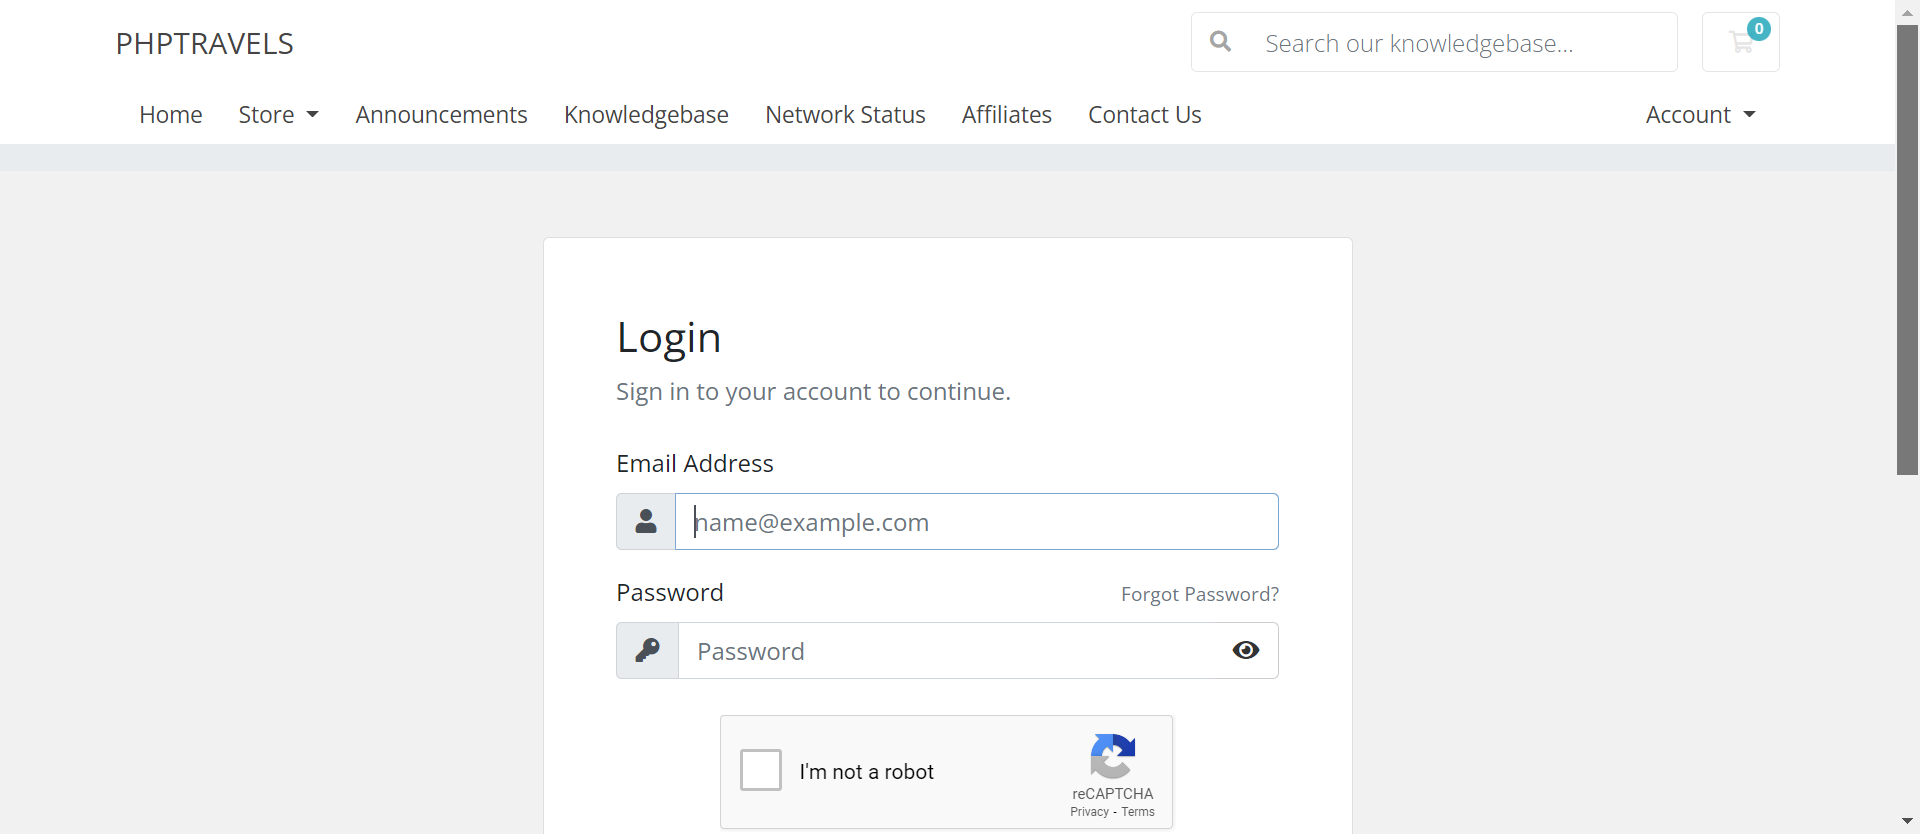 PHPTRAVELS
Search our knowledgebase...
0
Home Store Announcements Knowledgebase Network Status Affiliates Contact Us Account
Login
Sign in to your account to continue.
Email Address
name@example.com
Password Forgot Password?
Password
I'm not a robot
reCAPTCHA
Privacy - Terms